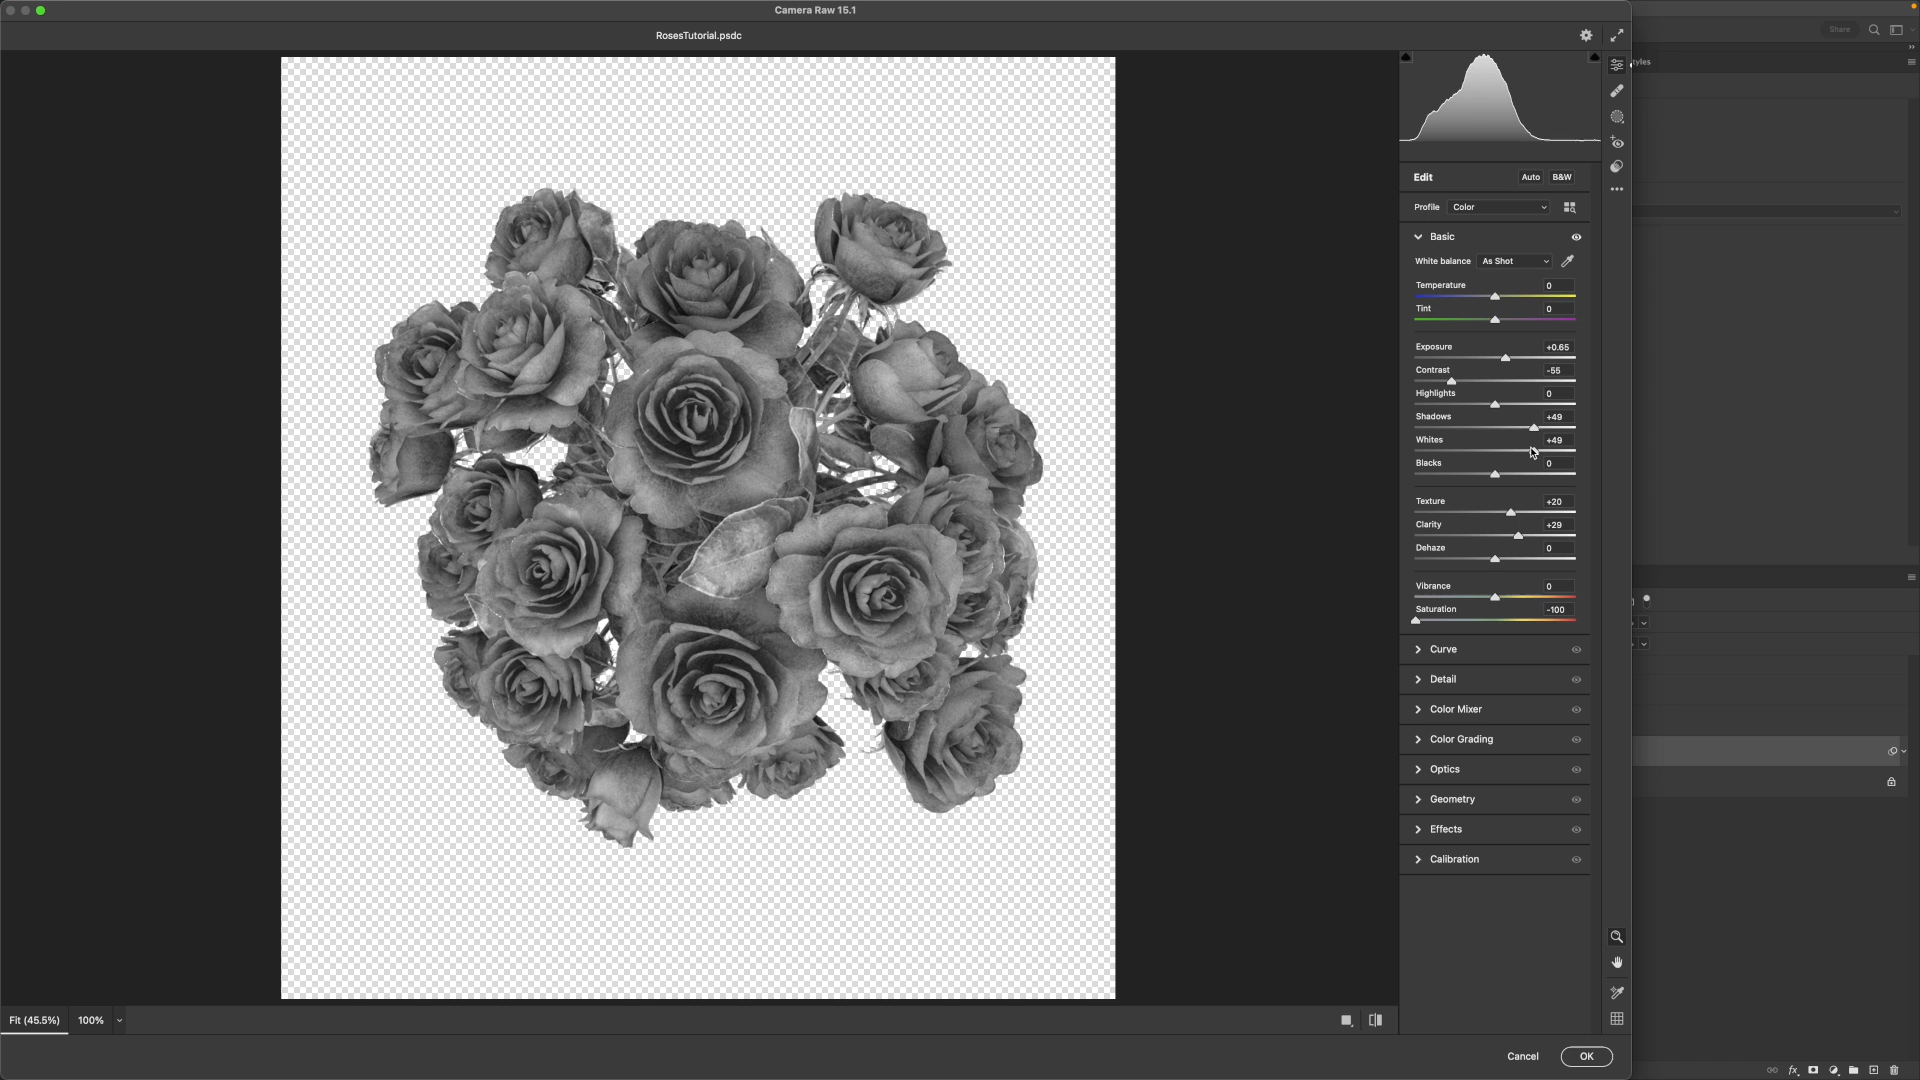 Camera Raw 15.1
RosesTutorial.psdc
Share
tyles
Edit
Auto
B&W
Profile
Color
Basic
White balance
As Shot
Temperature
0
Tint
0
Exposure
+0.65
Contrast
-55
Highlights
0
Shadows
+49
Whites
+49
Blacks
0
Texture
+20
Clarity
+29
Dehaze
0
Vibrance
0
Saturation
-100
Curve
Detail
Color Mixer
Color Grading
Optics
Geometry
Effects
Calibration
Fit (45.5%)
100%
Cancel
OK
fx